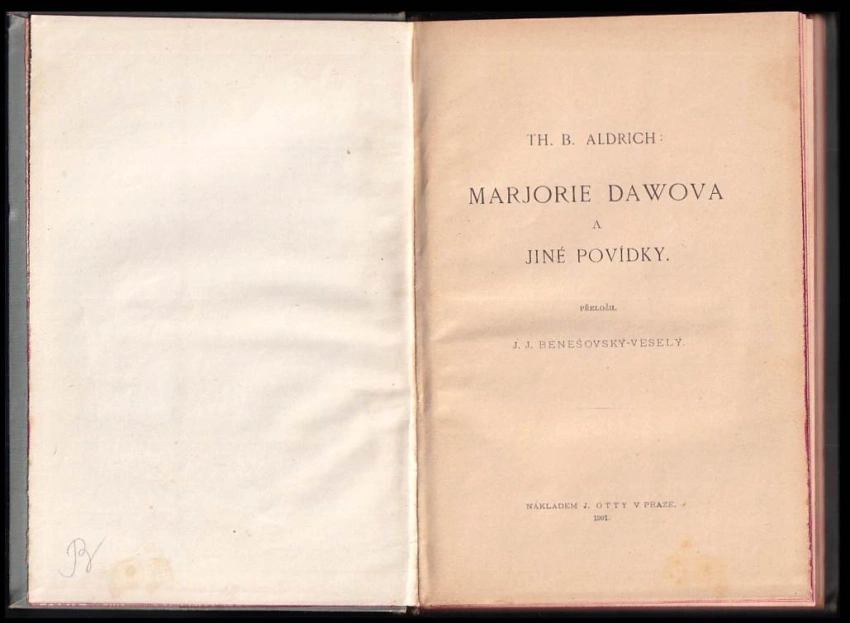 TH. B. ALDRICH:
MARJORIE DAWOVA
A
JINÉ POVÍDKY.
PŘELOŽIL
J. J. BENEŠOVSKÝ-VESELÝ.
NÁKLADEM J. OTTY V PRAZE.
1901.